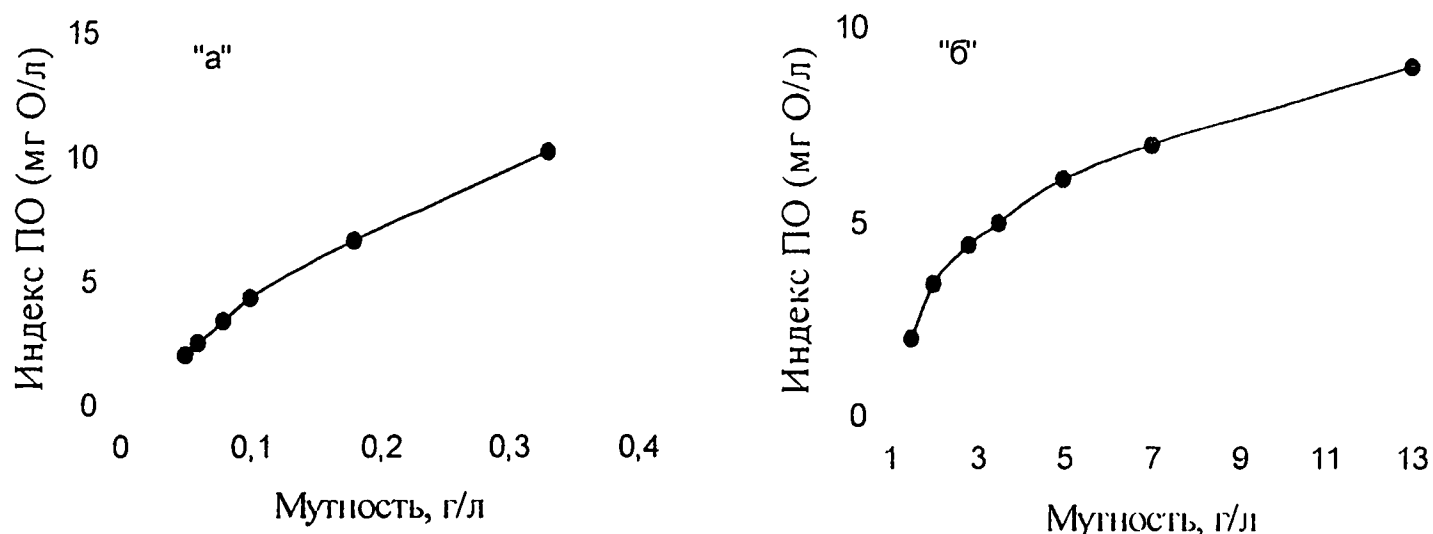 "а"
Индекс ПО (мг О/л)
15
10
5
0
0 0,1 0,2 0,3 0,4
Мутность, г/л
"б"
Индекс ПО (мг О/л)
10
5
0
1 3 5 7 9 11 13
Мутность, г/л